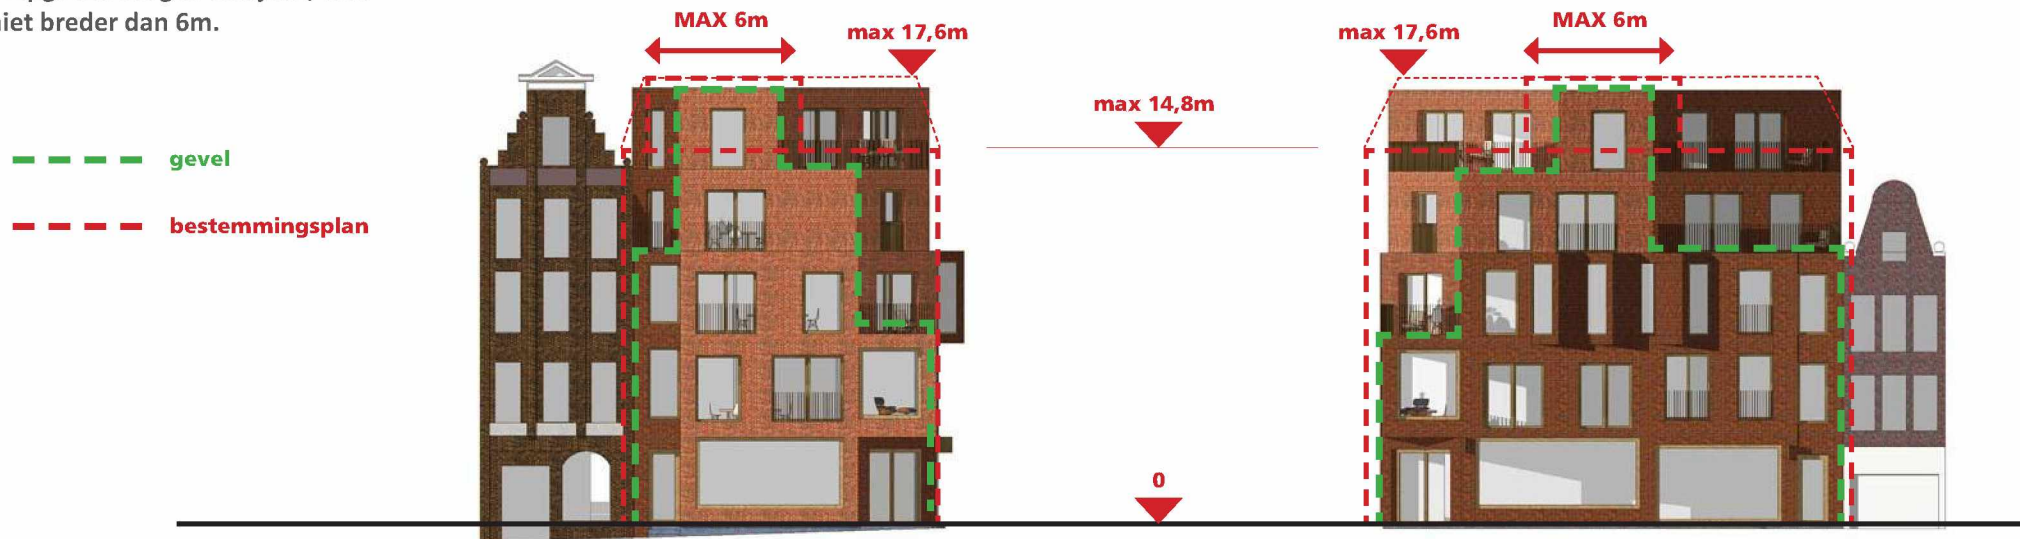 niet breder dan 6m.
gevel
bestemmingsplan
MAX 6m
max 17,6m
max 14,8m
0
max 17,6m
MAX 6m